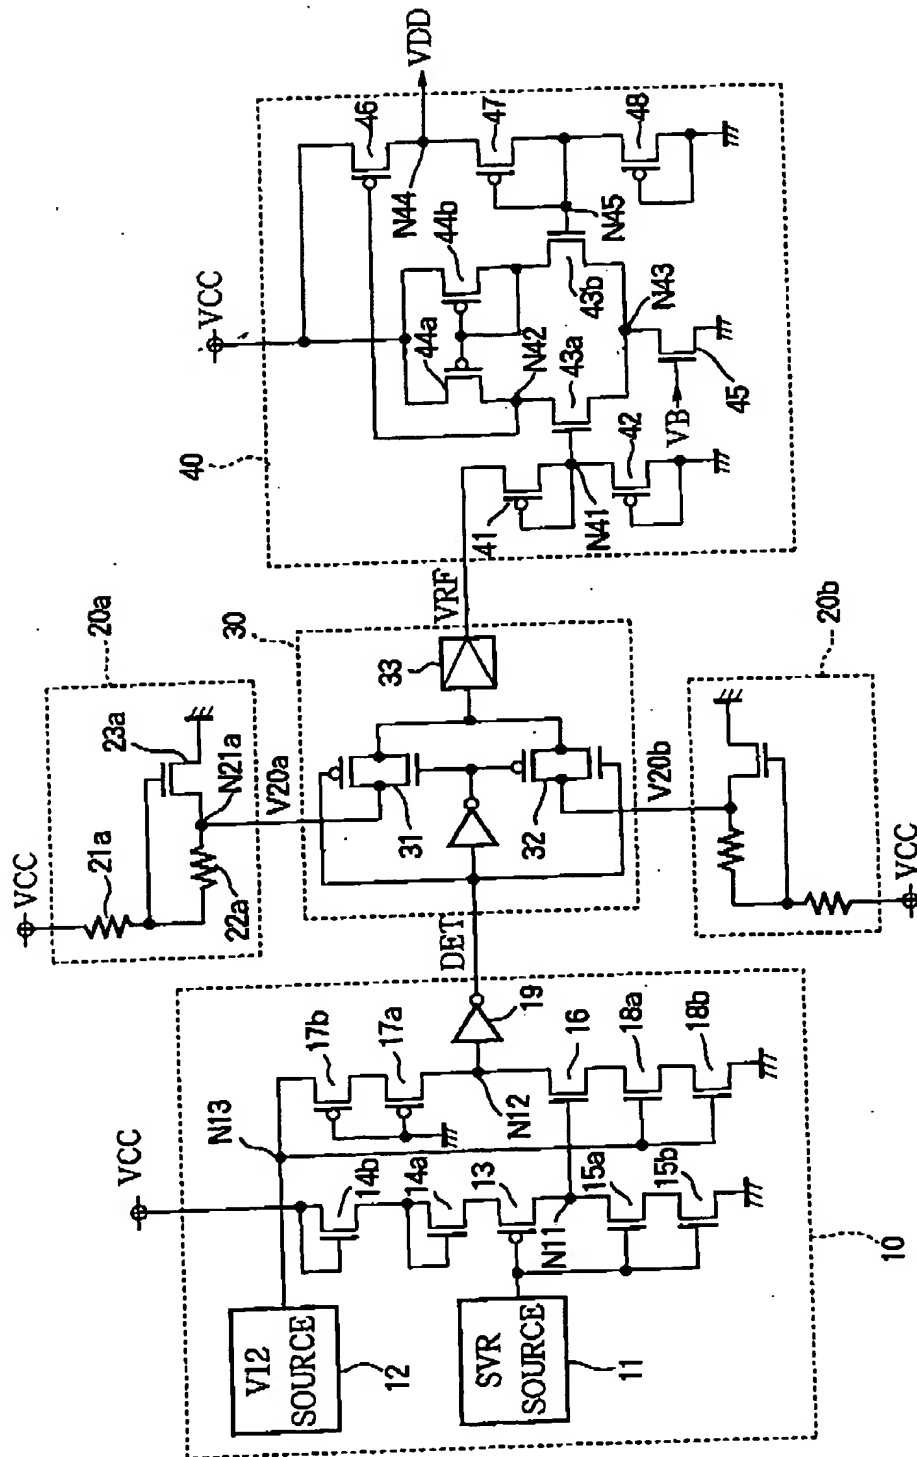 VCC
N13
17b
17a
14b
14a
13
N12
19
16
18a
18b
N11
15a
15b
V12
SOURCE
12
SVR
SOURCE
11
10
DET
VCC
21a
22a
23a
N21a
20a
V20a
30
31
32
33
VRF
V20b
20b
VCC
40
VCC
44a
44b
N42
43a
43b
N43
41
N41
42
VB
45
N45
46
N44
VDD
47
48